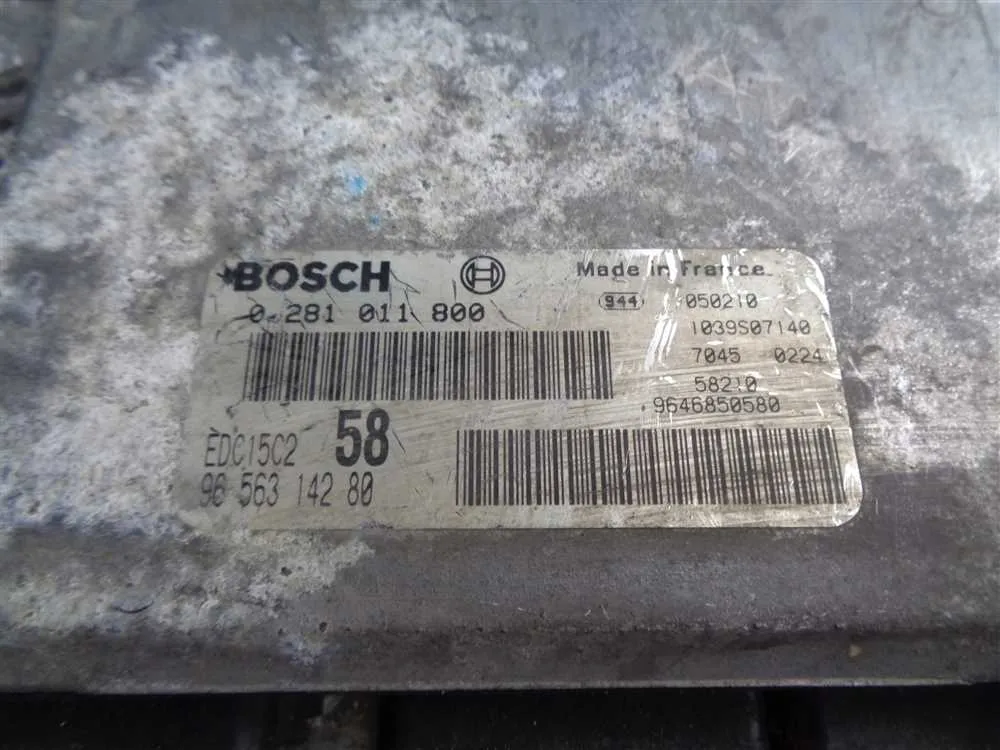 BOSCH
Made in France
0 281 011 800
944 050210
1039S07140
7045 0224
58210
9646850580
EDC15C2 58
96 563 142 80